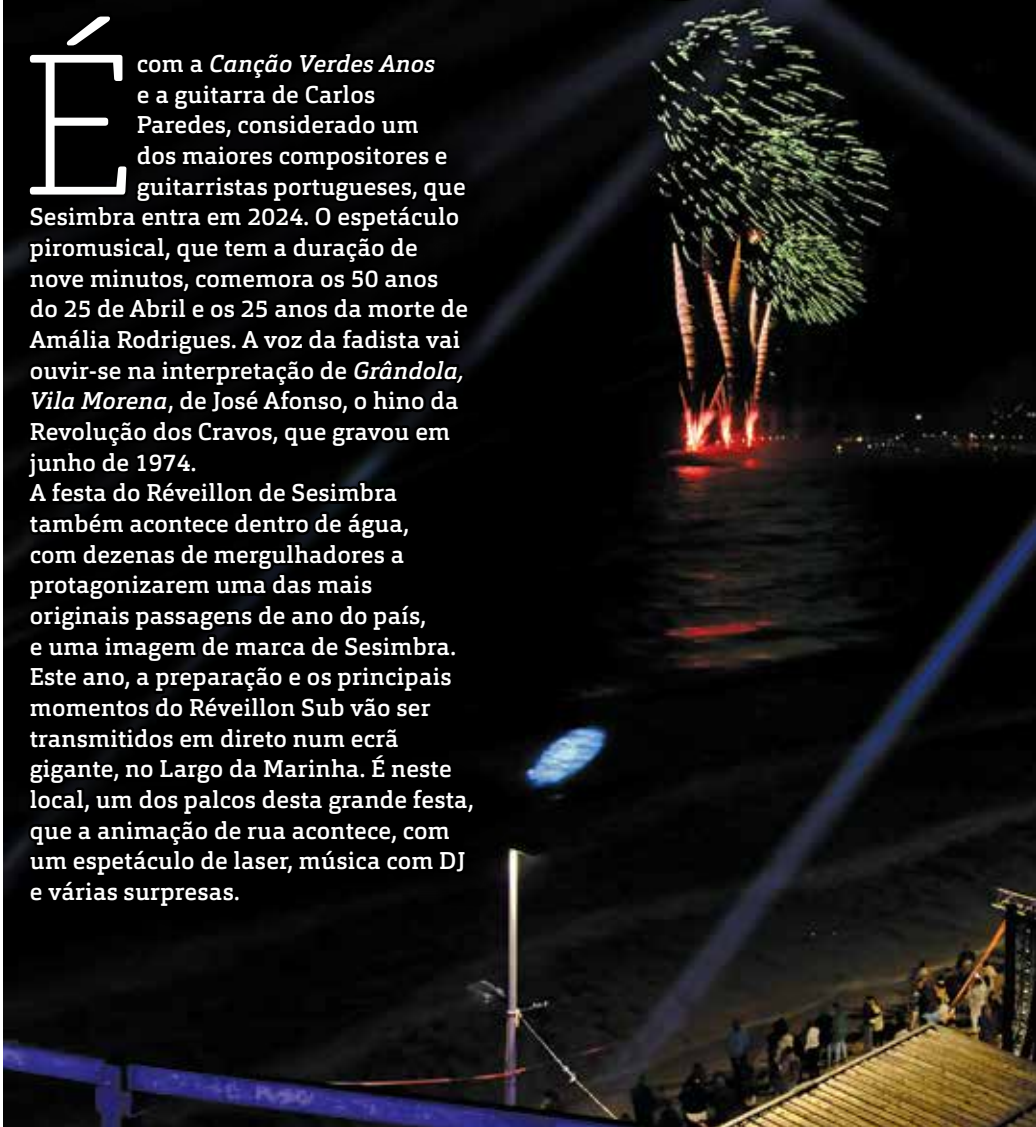 É com a Canção Verdes Anos
e a guitarra de Carlos
Paredes, considerado um
dos maiores compositores e
guitarristas portugueses, que
Sesimbra entra em 2024. O espetáculo
piromusical, que tem a duração de
nove minutos, comemora os 50 anos
do 25 de Abril e os 25 anos da morte de
Amália Rodrigues. A voz da fadista vai
ouvir-se na interpretação de Grândola,
Vila Morena, de José Afonso, o hino da
Revolução dos Cravos, que gravou em
junho de 1974.
A festa do Réveillon de Sesimbra
também acontece dentro de água,
com dezenas de mergulhadores a
protagonizarem uma das mais
originais passagens de ano do país,
e uma imagem de marca de Sesimbra.
Este ano, a preparação e os principais
momentos do Réveillon Sub vão ser
transmitidos em direto num ecrã
gigante, no Largo da Marinha. É neste
local, um dos palcos desta grande festa,
que a animação de rua acontece, com
um espetáculo de laser, música com DJ
e várias surpresas.